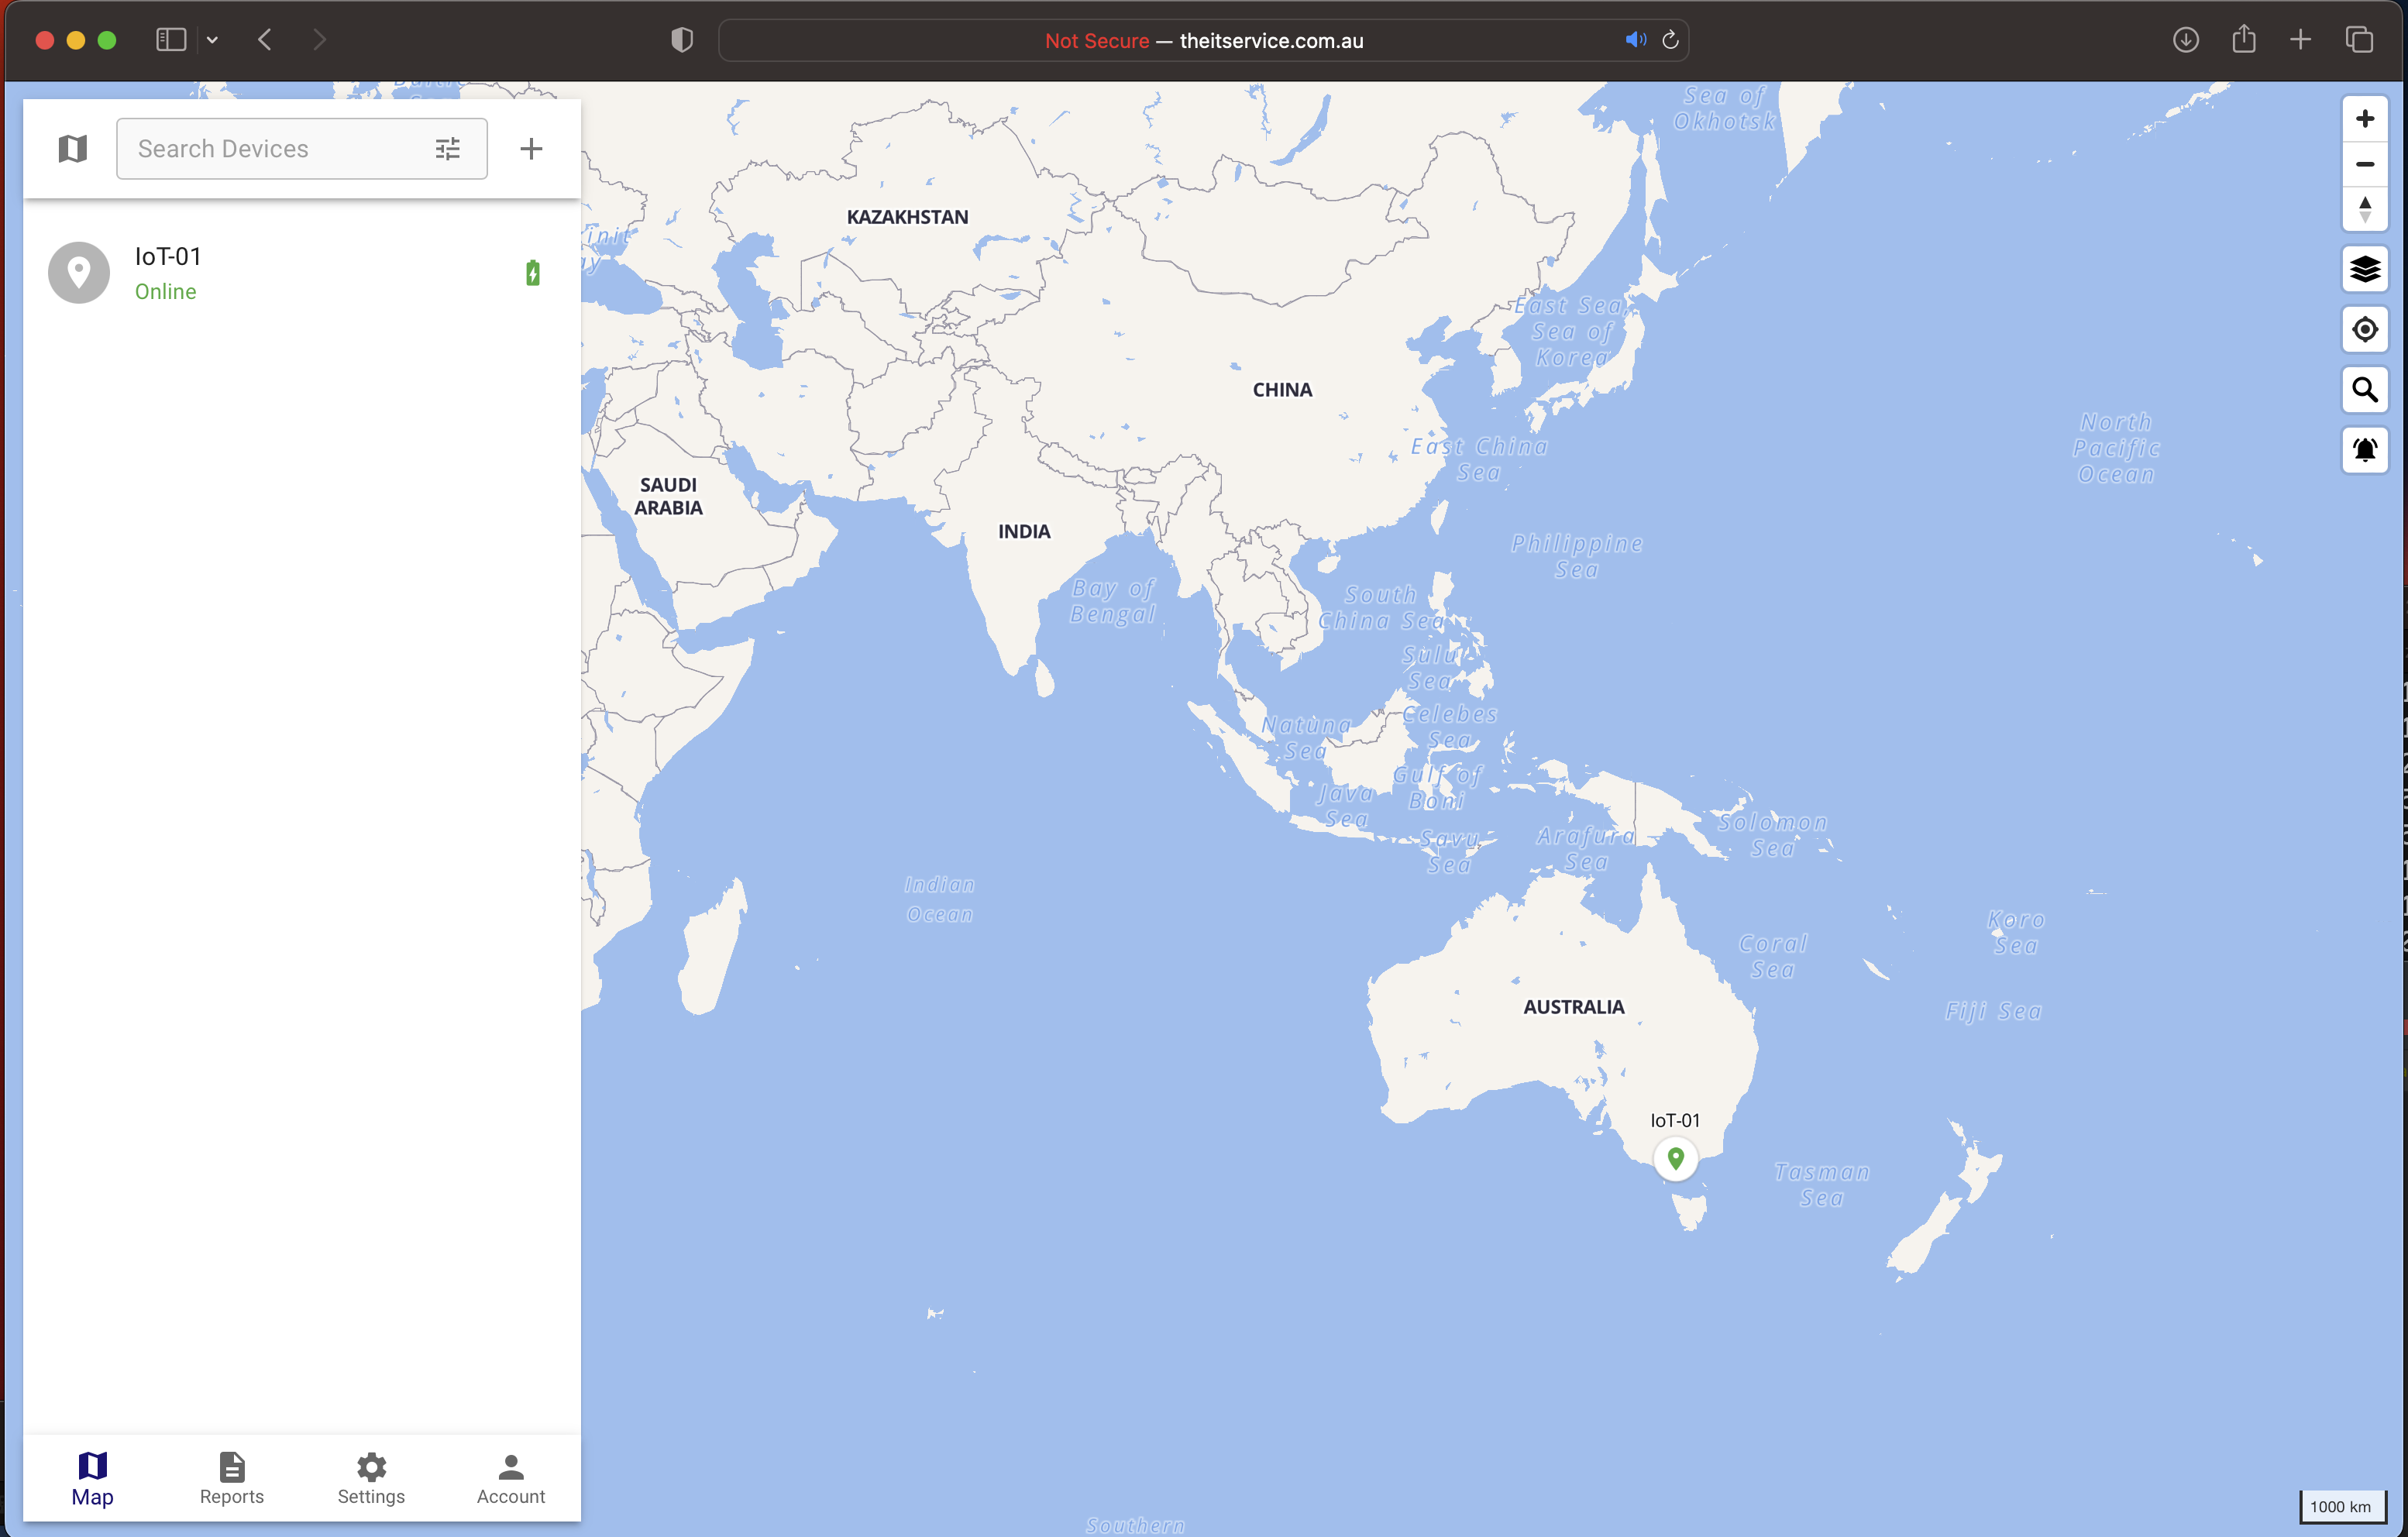 Not Secure — theitservice.com.au
Search Devices
IoT-01
Online
Map
Reports
Settings
Account
Sea of
Okhotsk
KAZAKHSTAN
East Sea,
Sea of
Korea
CHINA
North
Pacific
Ocean
East China
Sea
SAUDI
ARABIA
INDIA
Philippine
Sea
Bay of
Bengal
South
China Sea
Sulu
Sea
Celebes
Sea
Natuna
Sea
Gulf of
Boni
Java
Sea
Savu
Sea
Arafura
Sea
Solomon
Sea
Indian
Ocean
Koro
Sea
Coral
Sea
AUSTRALIA
Fiji Sea
IoT-01
Tasman
Sea
1000 km
Southern